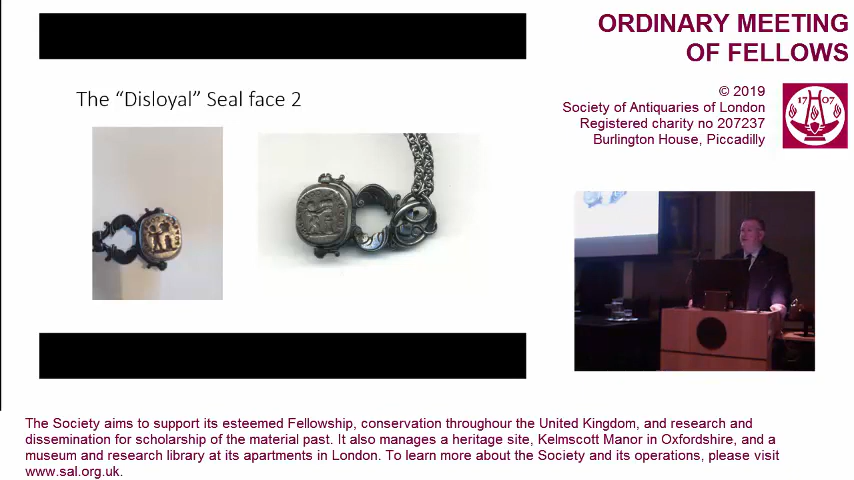 The “Disloyal” Seal face 2
ORDINARY MEETING
OF FELLOWS
© 2019
Society of Antiquaries of London
Registered charity no 207237
Burlington House, Piccadilly
17 07
The Society aims to support its esteemed Fellowship, conservation throughour the United Kingdom, and research and
dissemination for scholarship of the material past. It also manages a heritage site, Kelmscott Manor in Oxfordshire, and a
museum and research library at its apartments in London. To learn more about the Society and its operations, please visit
www.sal.org.uk.